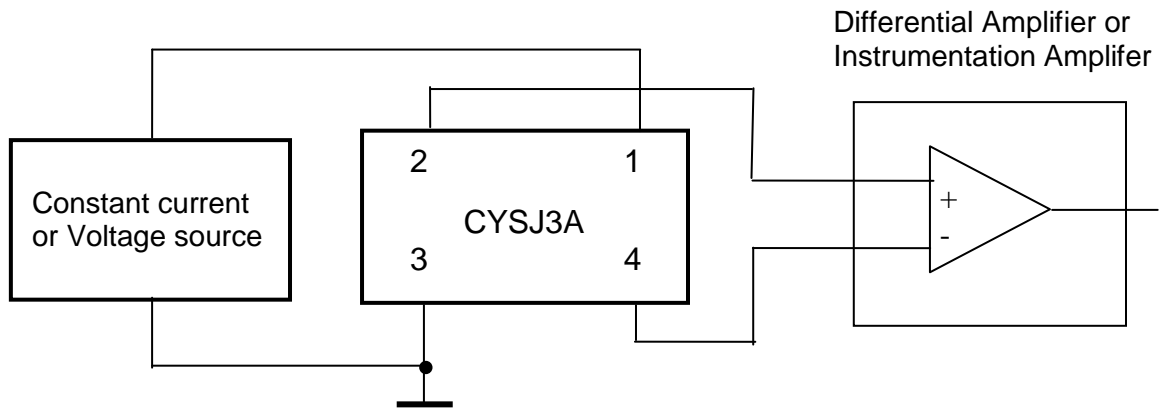 Differential Amplifier or
Instrumentation Amplifer
2 1
Constant current
or Voltage source
CYSJ3A
3 4
+
-